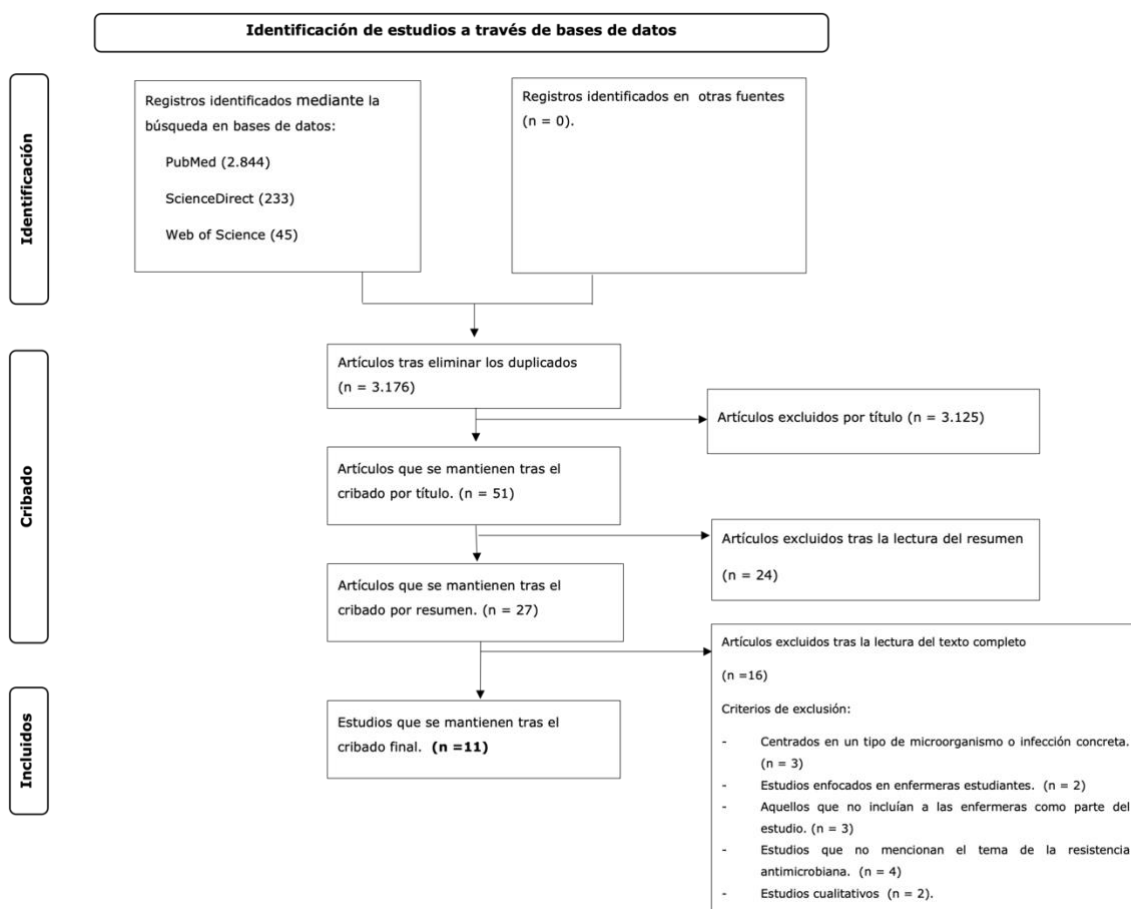 Identificación de estudios a través de bases de datos
Identificación
Registros identificados mediante la
búsqueda en bases de datos:
PubMed (2.844)
ScienceDirect (233)
Web of Science (45)
Registros identificados en otras fuentes
(n = 0).
Cribado
Artículos tras eliminar los duplicados
(n = 3.176)
Artículos excluidos por título (n = 3.125)
Artículos que se mantienen tras el
cribado por título. (n = 51)
Artículos excluidos tras la lectura del resumen
(n = 24)
Artículos que se mantienen tras el
cribado por resumen. (n = 27)
Artículos excluidos tras la lectura del texto completo
(n =16)
Criterios de exclusión:
- Centrados en un tipo de microorganismo o infección concreta.
(n = 3)
- Estudios enfocados en enfermeras estudiantes. (n = 2)
- Aquellos que no incluían a las enfermeras como parte del
estudio. (n = 3)
- Estudios que no mencionan el tema de la resistencia
antimicrobiana. (n = 4)
- Estudios cualitativos (n = 2).
Incluidos
Estudios que se mantienen tras el
cribado final. (n =11)